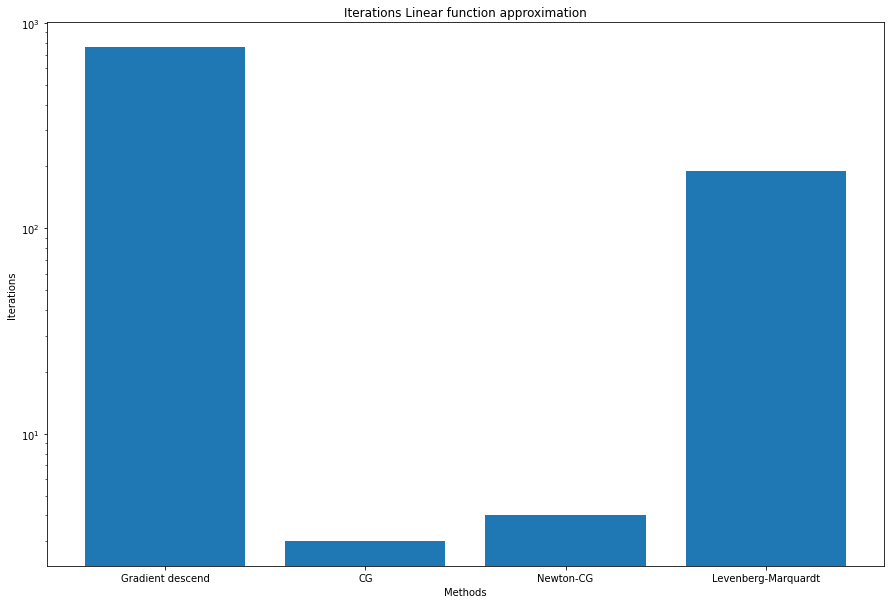 Iterations Linear function approximation
10³
10²
10¹
Iterations
Gradient descend
CG
Newton-CG
Levenberg-Marquardt
Methods